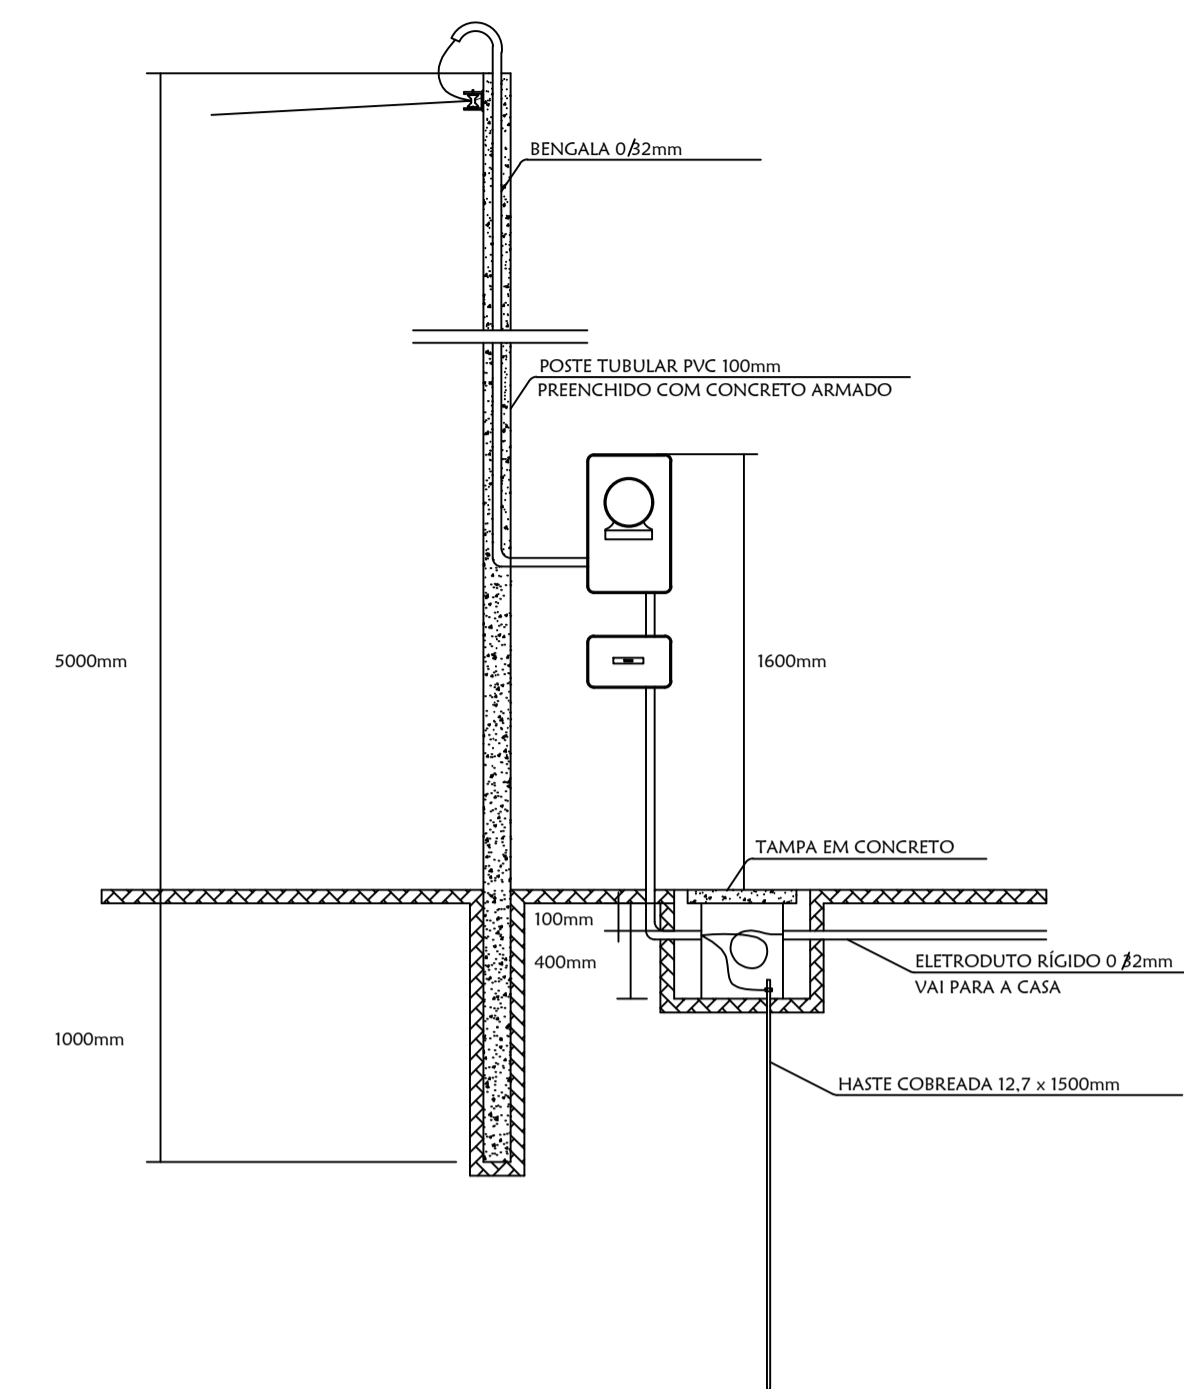 BENGALA 0/32mm
POSTE TUBULAR PVC 100mm
PREENCHIDO COM CONCRETO ARMADO
5000mm
1600mm
TAMPA EM CONCRETO
100mm
400mm
ELETRODUTO RÍGIDO 0 /32mm
VAI PARA A CASA
1000mm
HASTE COBREADA 12,7 x 1500mm